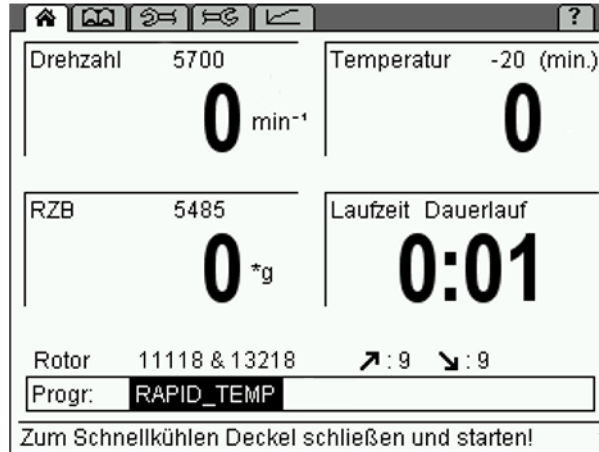 ?
Drehzahl 5700
0 min⁻¹
Temperatur -20 (min.)
0
RZB 5485
0 *g
Laufzeit Dauerlauf
0:01
Rotor 11118 & 13218 ↗ : 9 ↘ : 9
Progr: RAPID_TEMP
Zum Schnellkühlen Deckel schließen und starten!